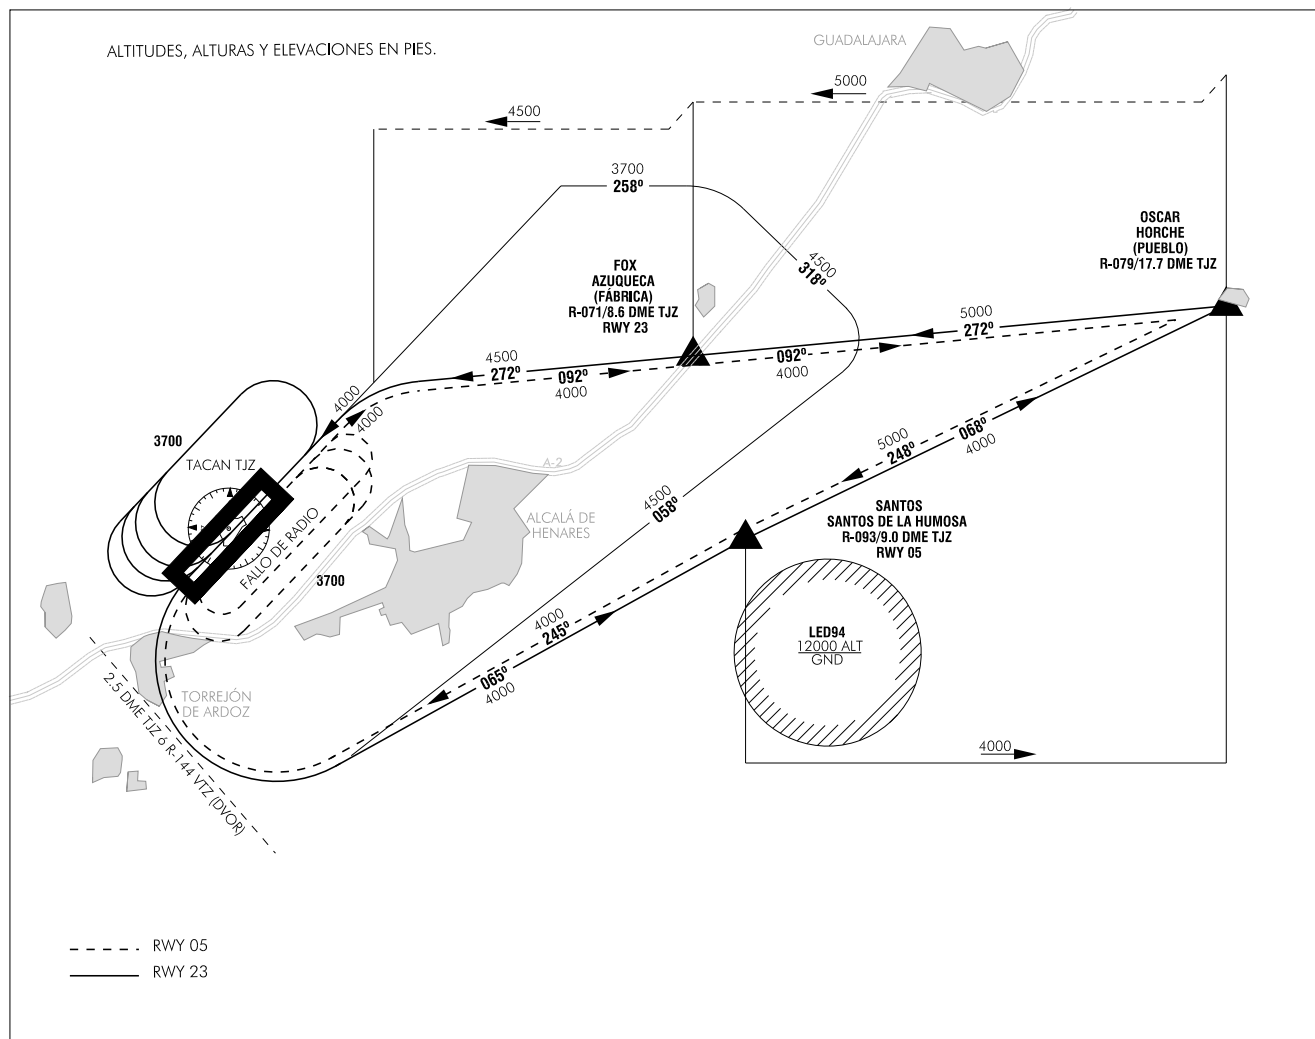 ALTITUDES, ALTURAS Y ELEVACIONES EN PIES.
GUADALAJARA
5000
4500
3700
258º
OSCAR
HORCHE
(PUEBLO)
R-079/17.7 DME TJZ
4500
318º
FOX
AZUQUECA
(FÁBRICA)
R-071/8.6 DME TJZ
RWY 23
5000
272º
092º
4000
4500
272º
092º
4000
4000
4000
3700
TACAN TJZ
A-2
5000
248º
068º
4000
FALLO DE RADIO
3700
ALCALÁ DE
HENARES
4500
058º
SANTOS
SANTOS DE LA HUMOSA
R-093/9.0 DME TJZ
RWY 05
4000
245º
065º
4000
LED94
12000 ALT
GND
TORREJÓN
DE ARDOZ
2.5 DME TJZ ó R-144 VTZ (DVOR)
4000
RWY 05
RWY 23